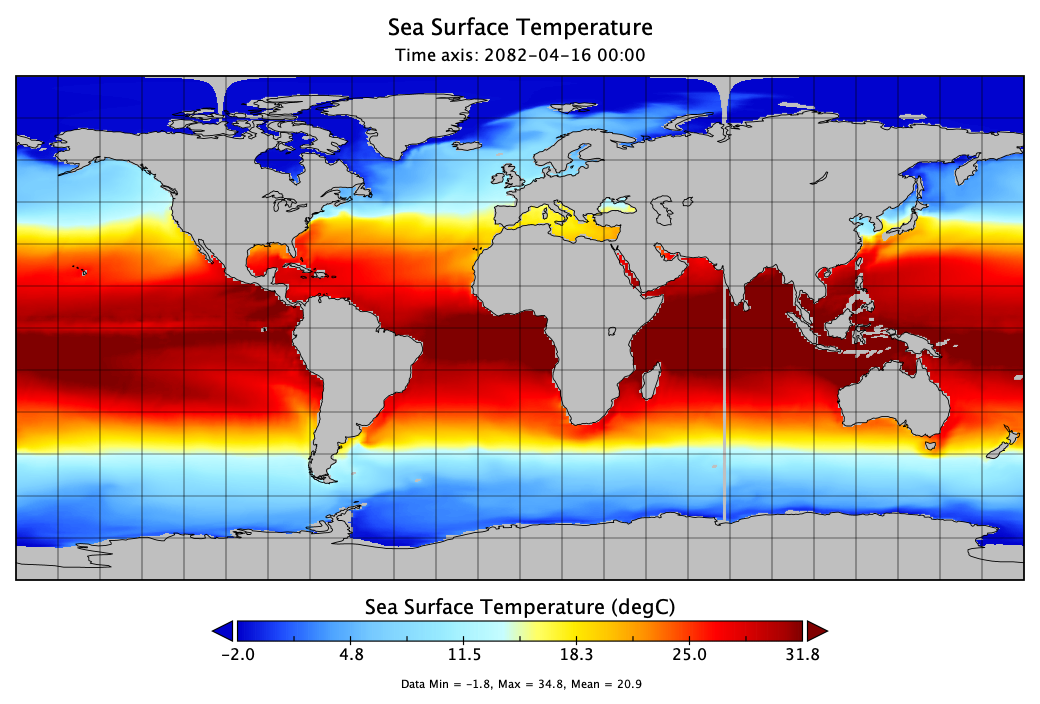 Sea Surface Temperature
Time axis: 2082-04-16 00:00
Sea Surface Temperature (degC)
-2.0 4.8 11.5 18.3 25.0 31.8
Data Min = -1.8, Max = 34.8, Mean = 20.9